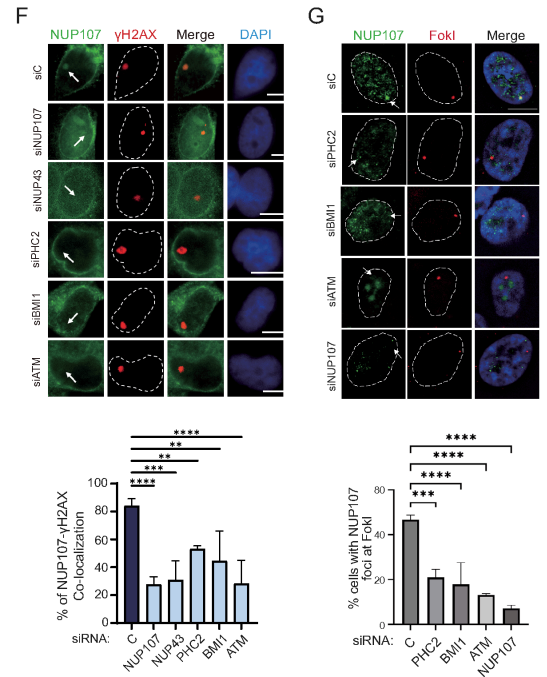 F
NUP107 γH2AX Merge DAPI
siC
siNUP107
siNUP43
siPHC2
siBMI1
siATM
G
NUP107 FokI Merge
siC
siPHC2
siBMI1
siATM
siNUP107
****
**
**
***
****
% of NUP107-γH2AX
Co-localization
100
80
60
40
20
0
siRNA:
C
NUP107
NUP43
PHC2
BMI1
ATM
G
****
****
****
***
% cells with NUP107
foci at FokI
80
40
20
0
siRNA:
C
PHC2
BMI1
ATM
NUP107